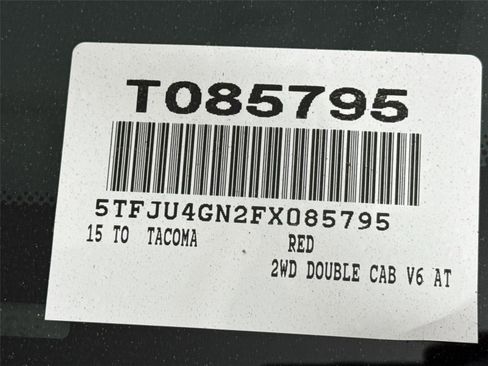 T085795
5TFJU4GN2FX085795
15 TO TACOMA RED
2WD DOUBLE CAB V6 AT